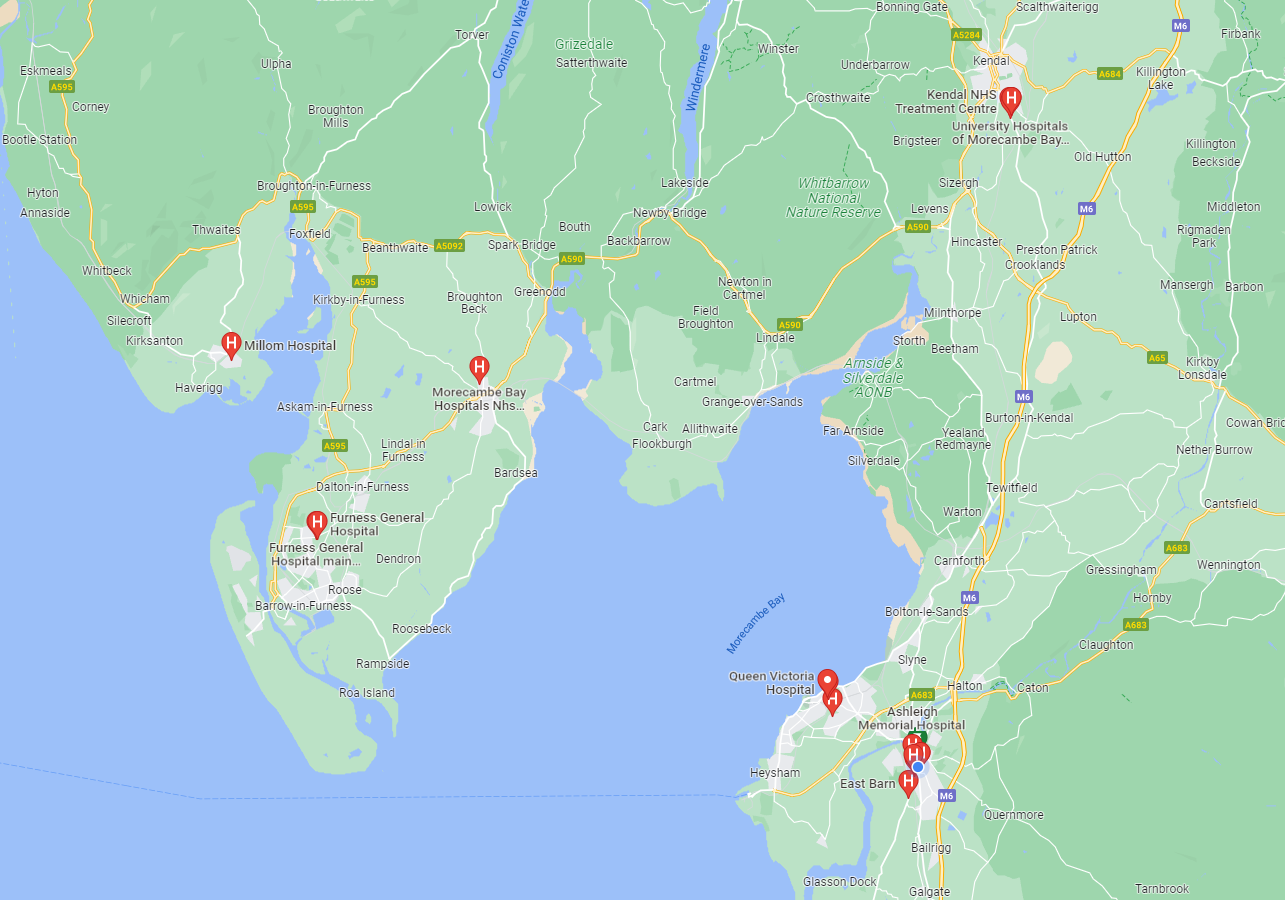 Bonning Gate
Scalthwaiterigg
M6
Firbank
Torver
Coniston Wate
Grizedale
Satterthwaite
Windermere
Winster
A5284
Kendal
Underbarrow
A684
Killington
Lake
Eskmeals
A595
Ulpha
Corney
Broughton
Mills
Crosthwaite
Kendal NHS
Treatment Centre
H
University Hospitals
of Morecambe Bay...
Bootle Station
Brigsteer
Killington
Beckside
Old Hutton
Hyton
Annaside
Broughton-in-Furness
A595
Lakeside
Whitbarrow
National
Nature Reserve
Sizergh
Levens
M6
Middleton
Lowick
Newby Bridge
Thwaites
Foxfield
Bouth
A590
Rigmaden
Park
Beanthwaite
A5092
Spark Bridge
Backbarrow
A590
Hincaster
Preston Patrick
Crooklands
Whitbeck
A595
Whicham
Kirkby-in-Furness
Broughton
Beck
Greenodd
Newton in
Cartmel
Mansergh
Barbon
Silecroft
Field
Broughton
A590
Milnthorpe
Lupton
Kirksanton
H
Millom Hospital
Lindale
Storth
Beetham
A65
Kirkby
Lonsdale
H
Morecambe Bay
Hospitals Nhs...
Arnside &
Silverdale
AONB
Haverigg
Cartmel
Grange-over-Sands
M6
Askam-in-Furness
Burton-in-Kendal
Cowan Bric
Cark
Flookburgh
Allithwaite
Far Arnside
Yealand
Redmayne
A595
Lindal in
Furness
Silverdale
Nether Burrow
Bardsea
Dalton-in-Furness
Tewitfield
Cantsfield
H
Furness General
Hospital
Warton
Furness General
Hospital main...
Dendron
A683
Carnforth
Gressingham
Wennington
Roose
Barrow-in-Furness
Morecambe Bay
M6
Hornby
Bolton-le-Sands
Roosebeck
A683
Claughton
Rampside
Slyne
Queen Victoria
Hospital
H
Roa Island
A683
Halton
Caton
Ashleigh
Memorial Hospital
H
H
Heysham
East Barn
H
M6
Quernmore
Bailrigg
Glasson Dock
Galgate
Tarnbrook